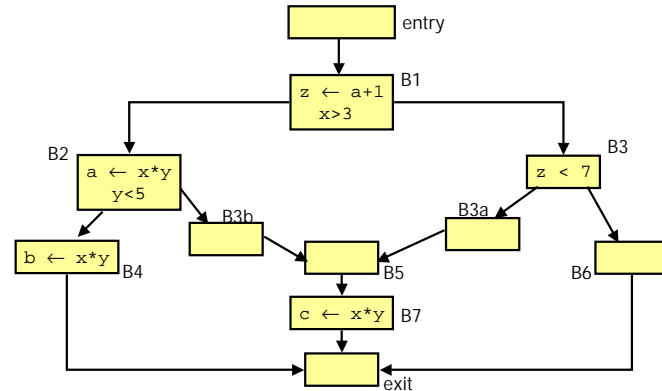 entry
B1
z ← a+1
x>3
B2
a ← x*y
y<5
B3
z < 7
B3b
B3a
b ← x*y
B4
B5
B6
c ← x*y
B7
exit